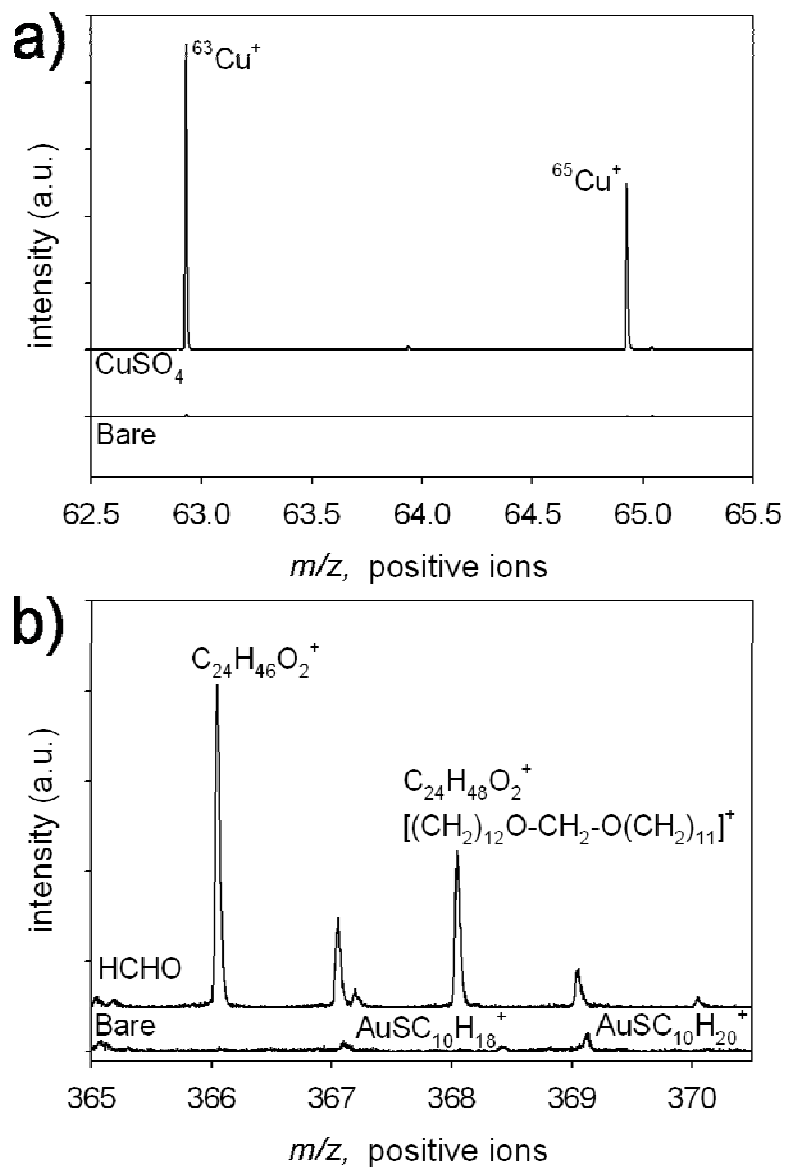 a)
⁶³Cu⁺
⁶⁵Cu⁺
intensity (a.u.)
CuSO₄
Bare
62.5 63.0 63.5 64.0 64.5 65.0 65.5
m/z, positive ions
b)
C₂₄H₄₆O₂⁺
C₂₄H₄₈O₂⁺
[(CH₂)₁₂O-CH₂-O(CH₂)₁₁]⁺
intensity (a.u.)
HCHO
Bare AuSC₁₀H₁₈⁺ AuSC₁₀H₂₀⁺
365 366 367 368 369 370
m/z, positive ions